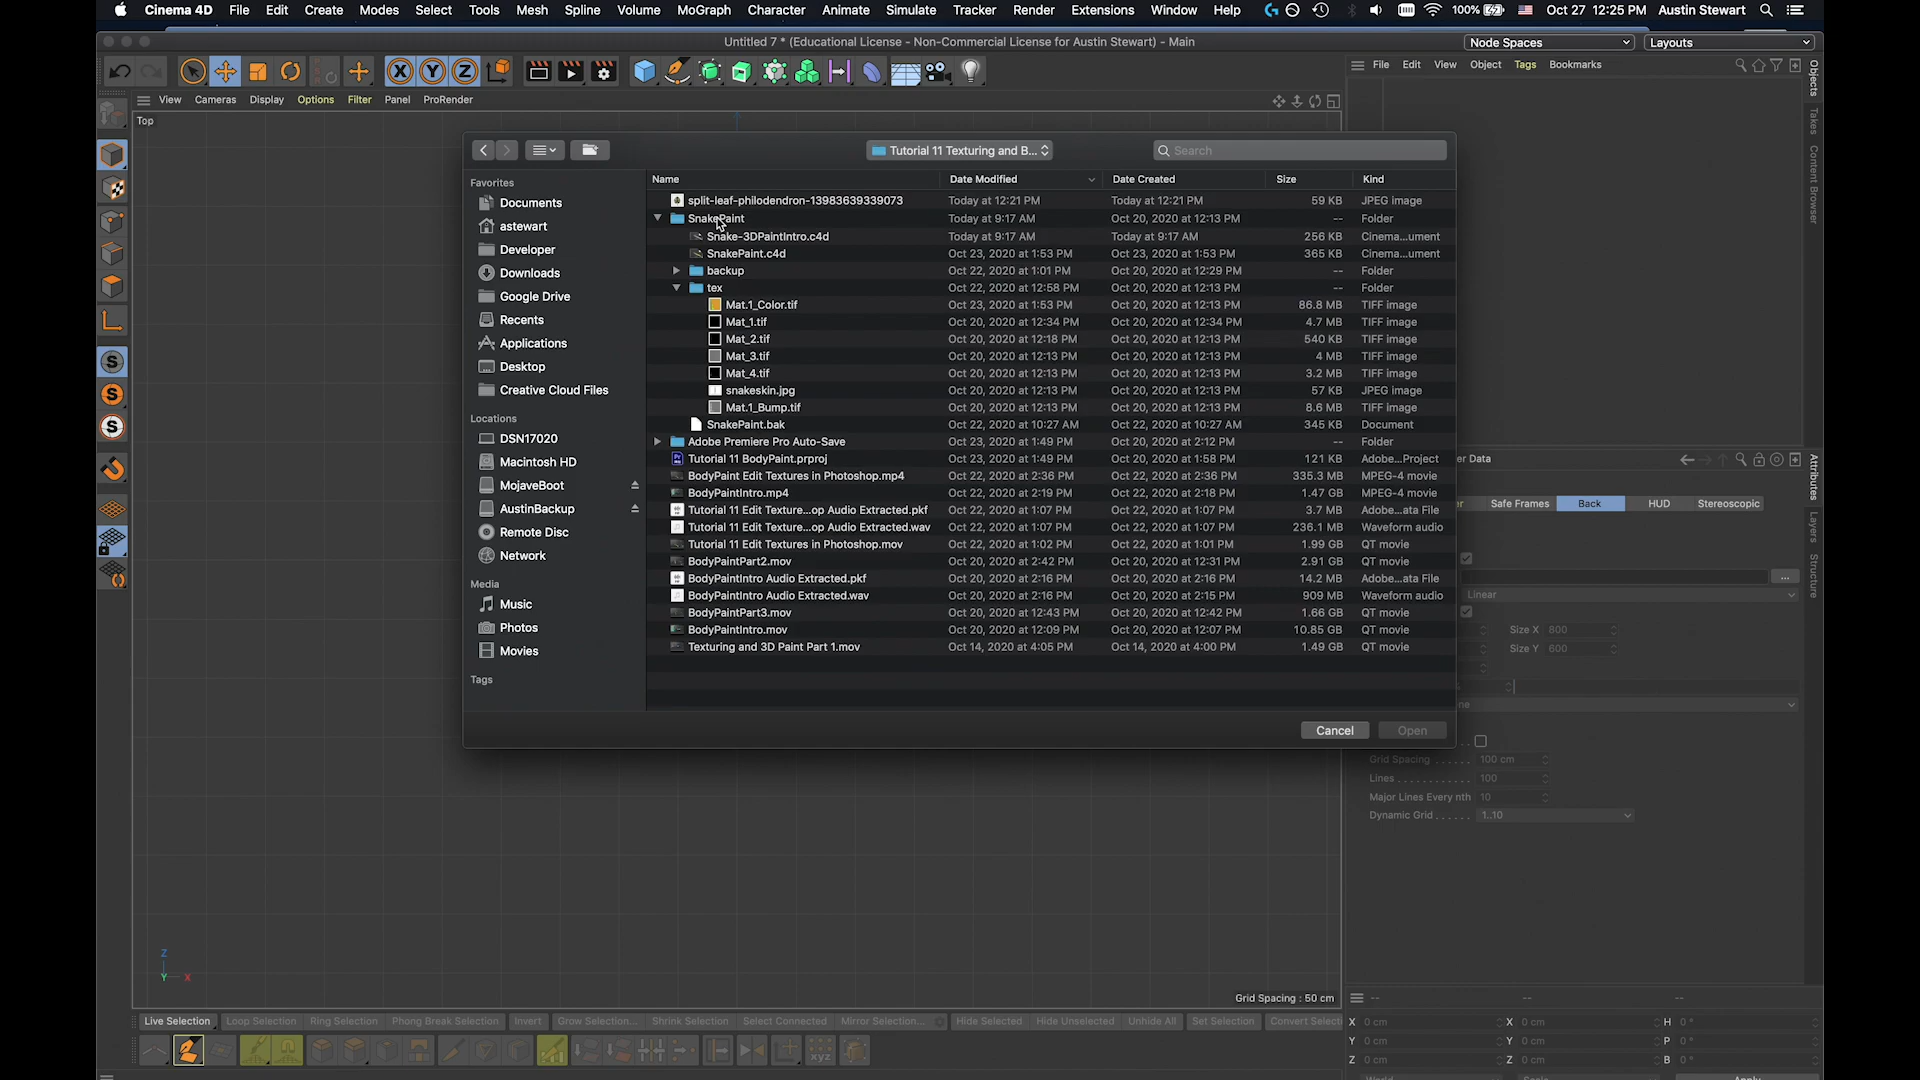 Cinema 4D File Edit Create Modes Select Tools Mesh Spline Volume MoGraph Character Animate Simulate Tracker Render Extensions Window Help 100% Oct 27 12:25 PM Austin Stewart
Untitled 7 * (Educational License - Non-Commercial License for Austin Stewart) - Main
Node Spaces Layouts
X Y Z
File Edit View Object Tags Bookmarks
View Cameras Display Options Filter Panel ProRender
Top
Objects
Takes
Content Browser
Tutorial 11 Texturing and B...
Search
Favorites
Documents
astewart
Developer
Downloads
Google Drive
Recents
Applications
Desktop
Creative Cloud Files
Locations
DSN17020
Macintosh HD
MojaveBoot
AustinBackup
Remote Disc
Network
Media
Music
Photos
Movies
Tags
Name Date Modified Date Created Size Kind
split-leaf-philodendron-13983639339073 Today at 12:21 PM Today at 12:21 PM 59 KB JPEG image
SnakePaint Today at 9:17 AM Oct 20, 2020 at 12:13 PM -- Folder
Snake-3DPaintIntro.c4d Today at 9:17 AM Today at 9:17 AM 256 KB Cinema...ument
SnakePaint.c4d Oct 23, 2020 at 1:53 PM Oct 23, 2020 at 1:53 PM 365 KB Cinema...ument
backup Oct 22, 2020 at 1:01 PM Oct 20, 2020 at 12:29 PM -- Folder
tex Oct 22, 2020 at 12:58 PM Oct 20, 2020 at 12:13 PM -- Folder
Mat.1_Color.tif Oct 23, 2020 at 1:53 PM Oct 20, 2020 at 12:13 PM 86.8 MB TIFF image
Mat_1.tif Oct 20, 2020 at 12:34 PM Oct 20, 2020 at 12:34 PM 4.7 MB TIFF image
Mat_2.tif Oct 20, 2020 at 12:18 PM Oct 20, 2020 at 12:13 PM 540 KB TIFF image
Mat_3.tif Oct 20, 2020 at 12:13 PM Oct 20, 2020 at 12:13 PM 4 MB TIFF image
Mat_4.tif Oct 20, 2020 at 12:13 PM Oct 20, 2020 at 12:13 PM 3.2 MB TIFF image
snakeskin.jpg Oct 20, 2020 at 12:13 PM Oct 20, 2020 at 12:13 PM 57 KB JPEG image
Mat.1_Bump.tif Oct 20, 2020 at 12:13 PM Oct 20, 2020 at 12:13 PM 8.6 MB TIFF image
SnakePaint.bak Oct 22, 2020 at 10:27 AM Oct 22, 2020 at 10:27 AM 345 KB Document
Adobe Premiere Pro Auto-Save Oct 23, 2020 at 1:49 PM Oct 20, 2020 at 2:12 PM -- Folder
Tutorial 11 BodyPaint.prproj Oct 23, 2020 at 1:49 PM Oct 20, 2020 at 1:58 PM 121 KB Adobe...Project
BodyPaint Edit Textures in Photoshop.mp4 Oct 22, 2020 at 2:36 PM Oct 22, 2020 at 2:36 PM 335.3 MB MPEG-4 movie
BodyPaintIntro.mp4 Oct 22, 2020 at 2:19 PM Oct 22, 2020 at 2:18 PM 1.47 GB MPEG-4 movie
Tutorial 11 Edit Texture...op Audio Extracted.pkf Oct 22, 2020 at 1:07 PM Oct 22, 2020 at 1:07 PM 3.7 MB Adobe...ata File
Tutorial 11 Edit Texture...op Audio Extracted.wav Oct 22, 2020 at 1:07 PM Oct 22, 2020 at 1:07 PM 236.1 MB Waveform audio
Tutorial 11 Edit Textures in Photoshop.mov Oct 22, 2020 at 1:02 PM Oct 22, 2020 at 1:01 PM 1.99 GB QT movie
BodyPaintPart2.mov Oct 20, 2020 at 2:42 PM Oct 20, 2020 at 12:31 PM 2.91 GB QT movie
BodyPaintIntro Audio Extracted.pkf Oct 20, 2020 at 2:16 PM Oct 20, 2020 at 2:16 PM 14.2 MB Adobe...ata File
BodyPaintIntro Audio Extracted.wav Oct 20, 2020 at 2:16 PM Oct 20, 2020 at 2:15 PM 909 MB Waveform audio
BodyPaintPart3.mov Oct 20, 2020 at 12:43 PM Oct 20, 2020 at 12:42 PM 1.66 GB QT movie
BodyPaintIntro.mov Oct 20, 2020 at 12:09 PM Oct 20, 2020 at 12:07 PM 10.85 GB QT movie
Texturing and 3D Paint Part 1.mov Oct 14, 2020 at 4:05 PM Oct 14, 2020 at 4:00 PM 1.49 GB QT movie
Cancel Open
er Data
Safe Frames Back HUD Stereoscopic
...
Linear
Size X 800
Size Y 600
Grid Spacing ...... 100 cm
Lines 100
Major Lines Every nth 10
Dynamic Grid ...... 1..10
Attributes
Layers
Structure
Z
Y X
Grid Spacing : 50 cm
Live Selection Loop Selection Ring Selection Phong Break Selection Invert Grow Selection... Shrink Selection Select Connected Mirror Selection... Hide Selected Hide Unselected Unhide All Set Selection Convert Selecti
-- -- --
X 0 cm X 0 cm H 0°
Y 0 cm Y 0 cm P 0°
Z 0 cm Z 0 cm B 0°
World Scale Apply